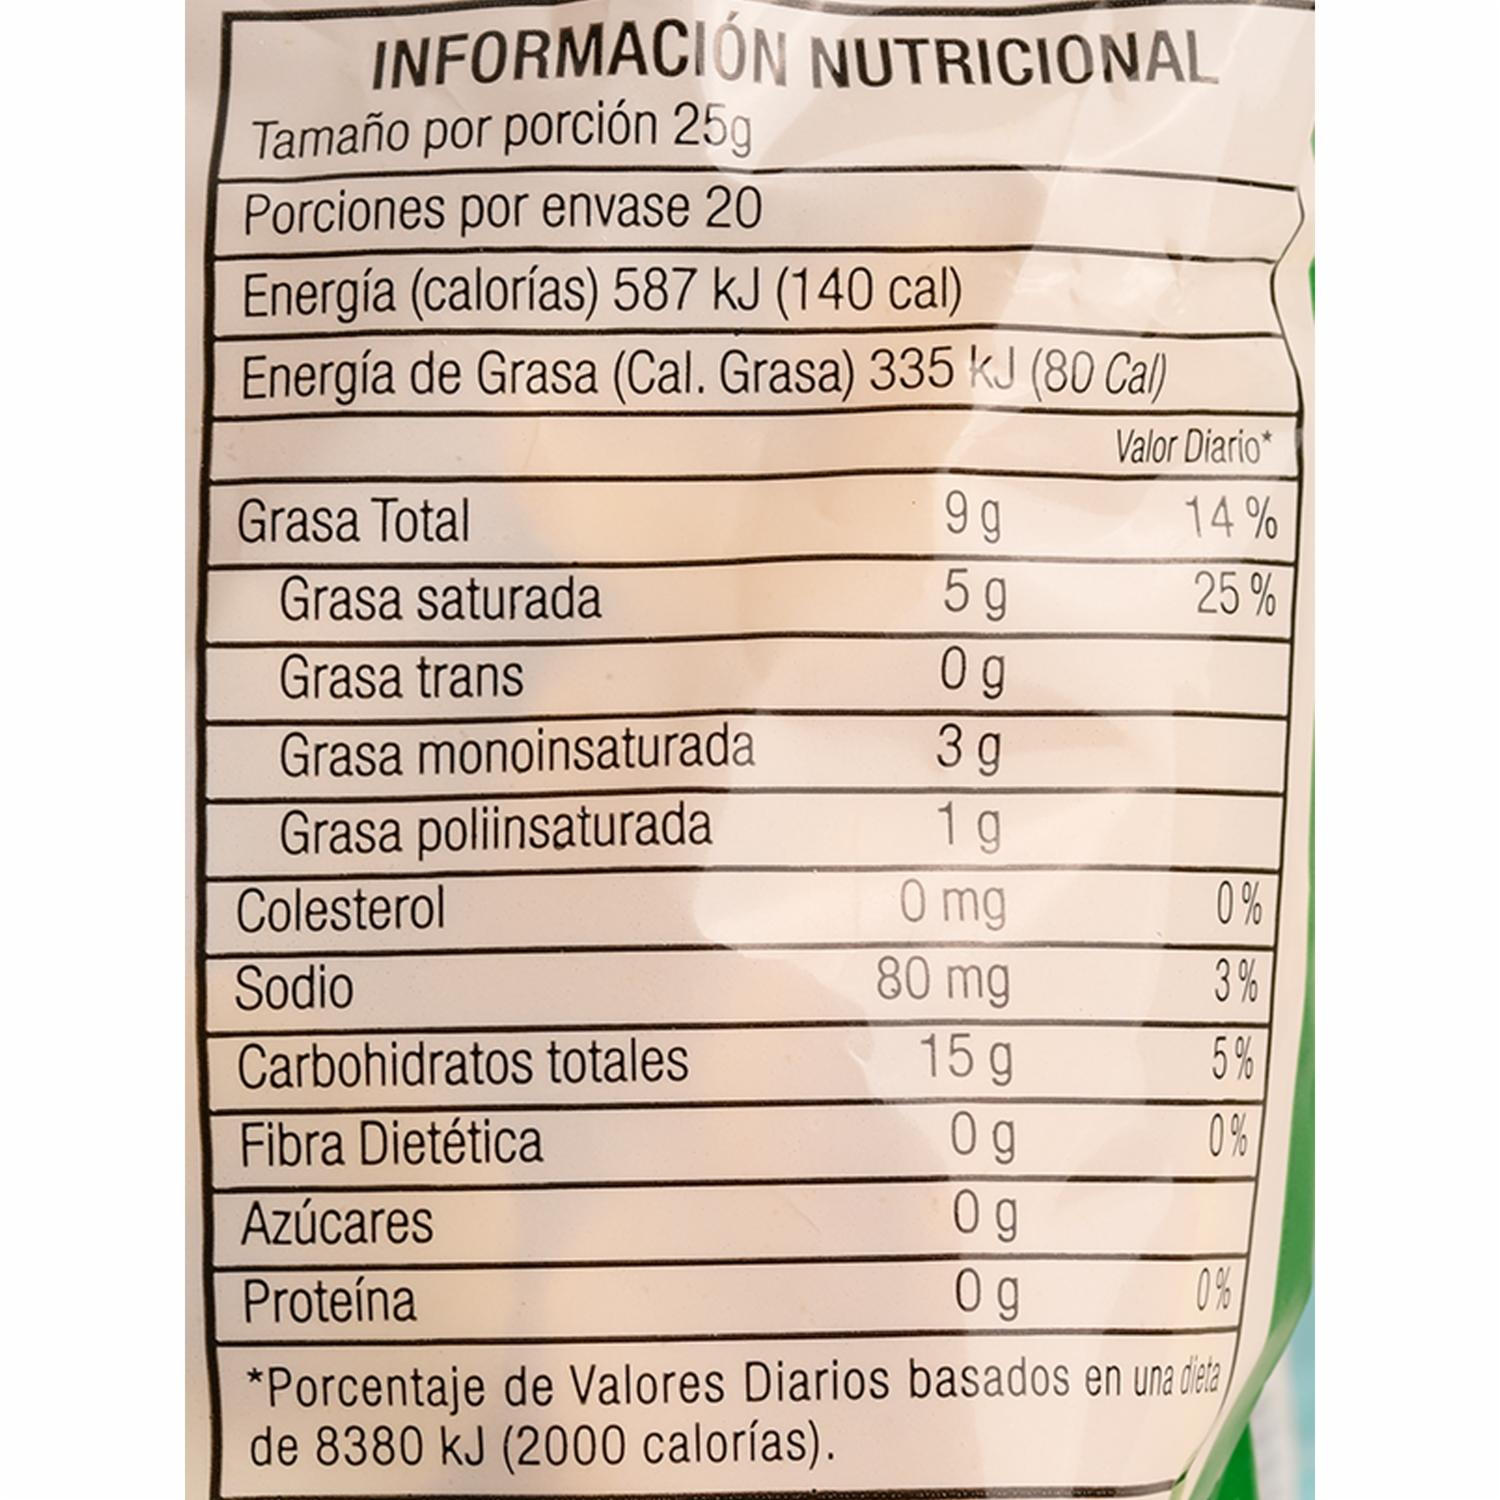 INFORMACIÓN NUTRICIONAL
Tamaño por porción 25g
Porciones por envase 20
Energía (calorías) 587 kJ (140 cal)
Energía de Grasa (Cal. Grasa) 335 kJ (80 Cal)
Valor Diario*
Grasa Total 9 g 14 %
Grasa saturada 5 g 25 %
Grasa trans 0 g
Grasa monoinsaturada 3 g
Grasa poliinsaturada 1 g
Colesterol 0 mg 0 %
Sodio 80 mg 3 %
Carbohidratos totales 15 g 5 %
Fibra Dietética 0 g 0 %
Azúcares 0 g
Proteína 0 g 0 %
*Porcentaje de Valores Diarios basados en una dieta
de 8380 kJ (2000 calorías).